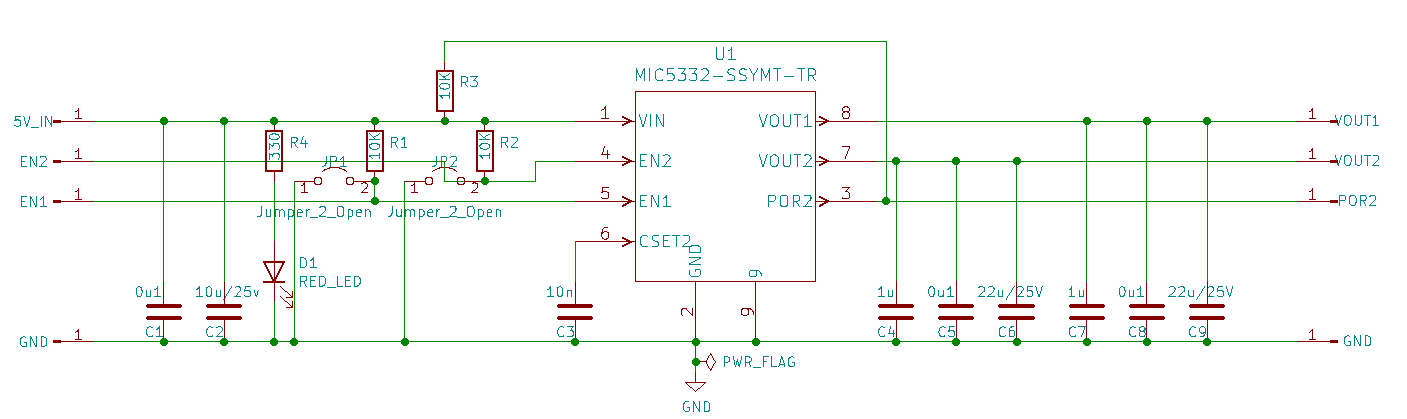 U1
MIC5332-SSYMT-TR
R3
10K
5V_IN 1
1 VIN
VOUT1 8
1 VOUT1
330 R4
10K R1
10K R2
EN2 1
JP1
JP2
4 EN2
VOUT2 7
1 VOUT2
1 2
1 2
EN1 1
5 EN1
POR2 3
1 POR2
Jumper_2_Open
Jumper_2_Open
6 CSET2
GND
9
D1
RED_LED
0u1
10u/25v
10n
1u
0u1
22u/25V
1u
0u1
22u/25V
2
9
C1
C2
C3
C4
C5
C6
C7
C8
C9
GND 1
1 GND
PWR_FLAG
GND